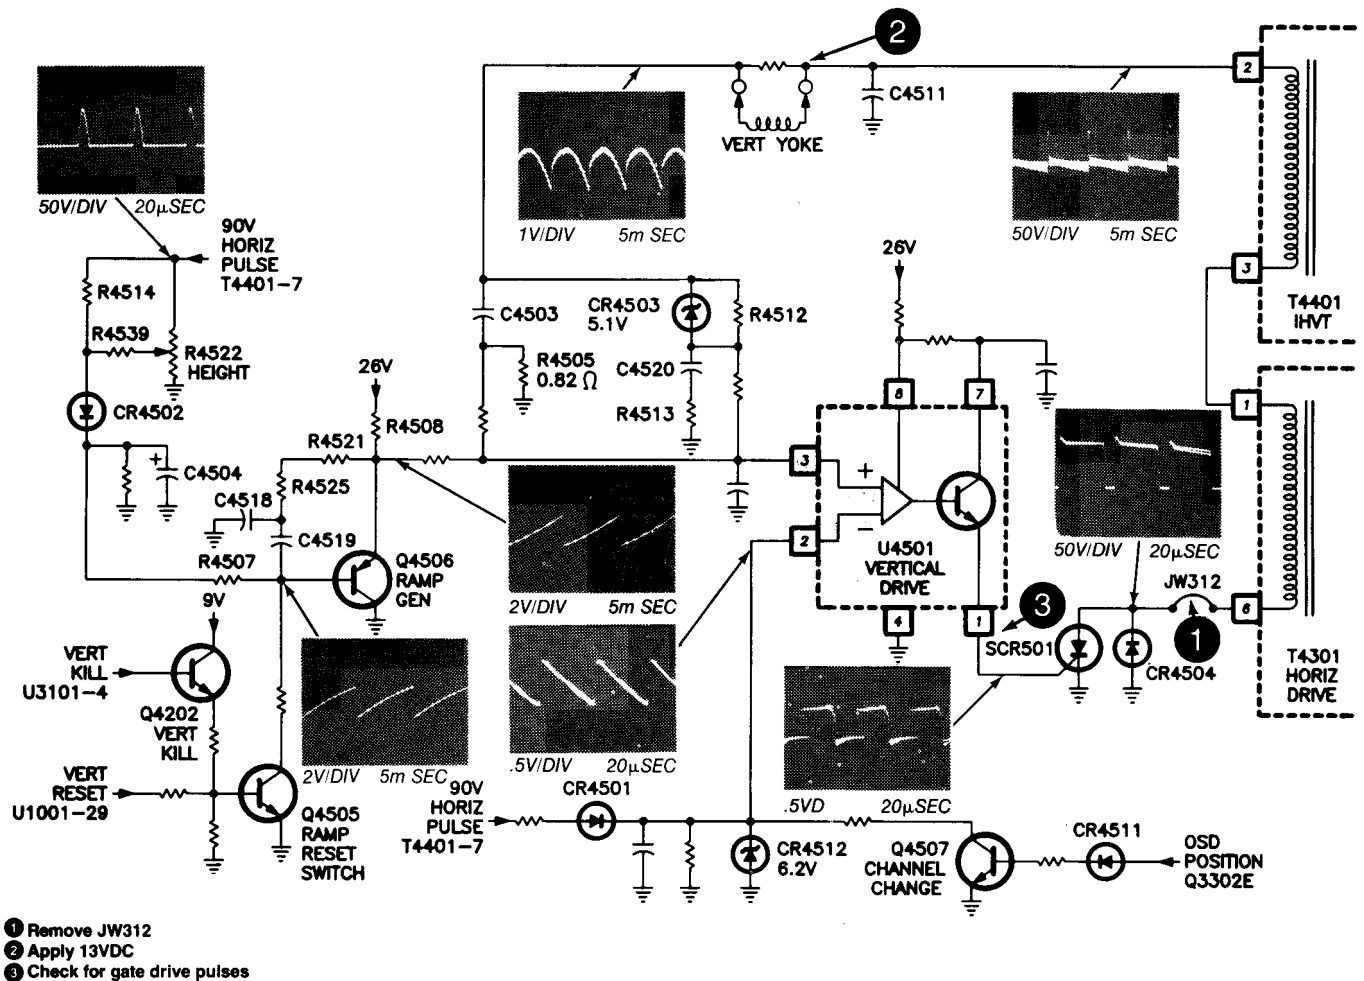 2
C4511
VERT YOKE
2
3
T4401
IHVT
50V/DIV 20µSEC
1V/DIV 5m SEC
50V/DIV 5m SEC
90V
HORIZ
PULSE
T4401-7
R4514
R4539
R4522
HEIGHT
CR4502
C4504
26V
R4508
R4521
R4525
C4518
C4519
R4507
Q4506
RAMP
GEN
C4503
R4505
0.82 Ω
CR4503
5.1V
C4520
R4513
R4512
26V
8
7
3
+
2
−
U4501
VERTICAL
DRIVE
4
1
3
SCR501
CR4504
JW312
1
1
6
T4301
HORIZ
DRIVE
50V/DIV 20µSEC
2V/DIV 5m SEC
.5V/DIV 20µSEC
2V/DIV 5m SEC
.5VD 20µSEC
9V
VERT
KILL
U3101-4
Q4202
VERT
KILL
VERT
RESET
U1001-29
Q4505
RAMP
RESET
SWITCH
90V
HORIZ
PULSE
T4401-7
CR4501
CR4512
6.2V
Q4507
CHANNEL
CHANGE
CR4511
OSD
POSITION
Q3302E
+
1 Remove JW312
2 Apply 13VDC
3 Check for gate drive pulses